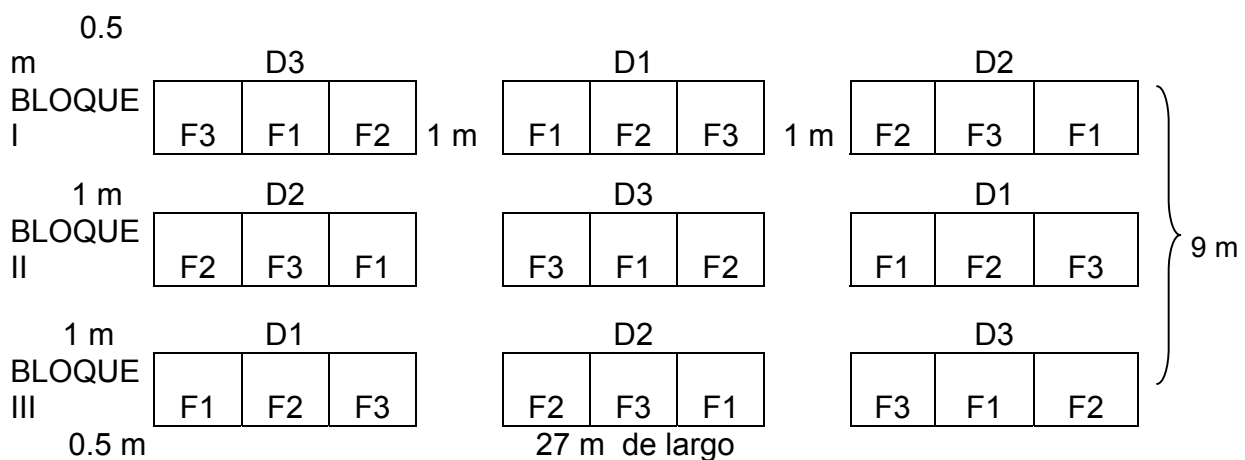 0.5
m D3 D1 D2
BLOQUE
I F3 F1 F2 1 m F1 F2 F3 1 m F2 F3 F1
1 m D2 D3 D1
BLOQUE
II F2 F3 F1 F3 F1 F2 F1 F2 F3 9 m
1 m D1 D2 D3
BLOQUE
III F1 F2 F3 F2 F3 F1 F3 F1 F2
0.5 m 27 m de largo